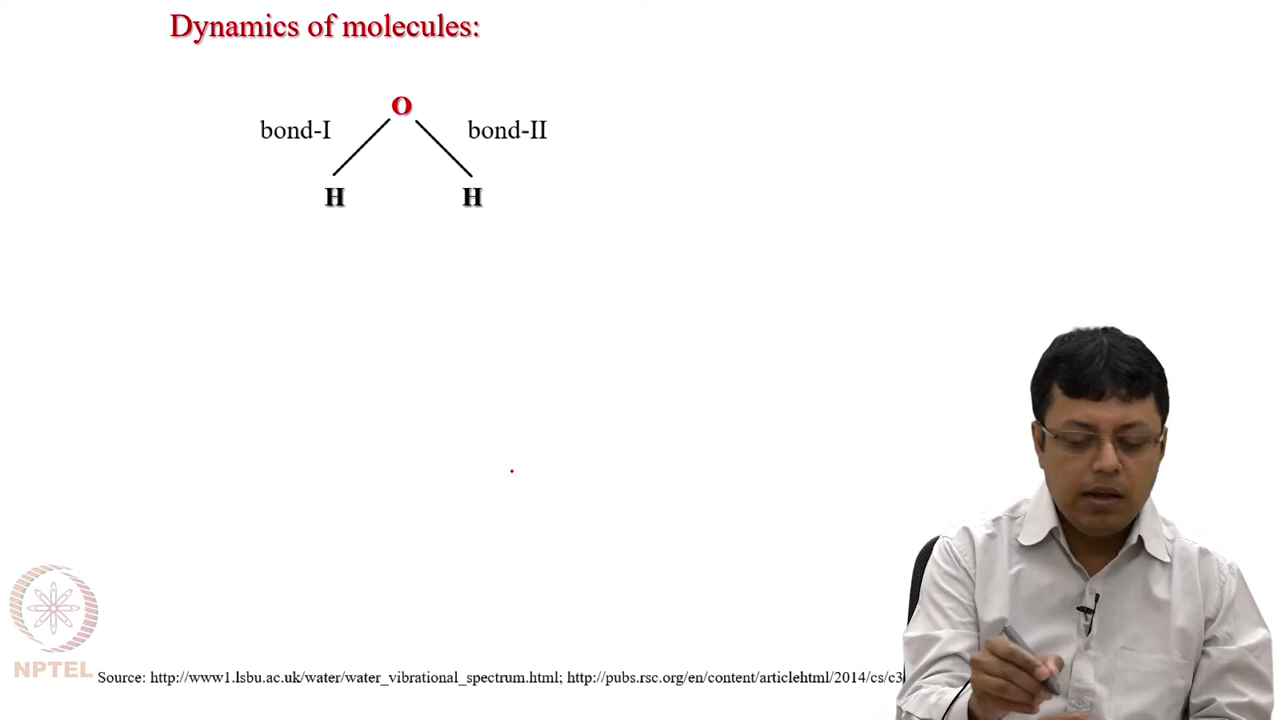 Dynamics of molecules:
O
bond-I
bond-II
H
H
NPTEL
Source: http://www1.lsbu.ac.uk/water/water_vibrational_spectrum.html; http://pubs.rsc.org/en/content/articlehtml/2014/cs/c3